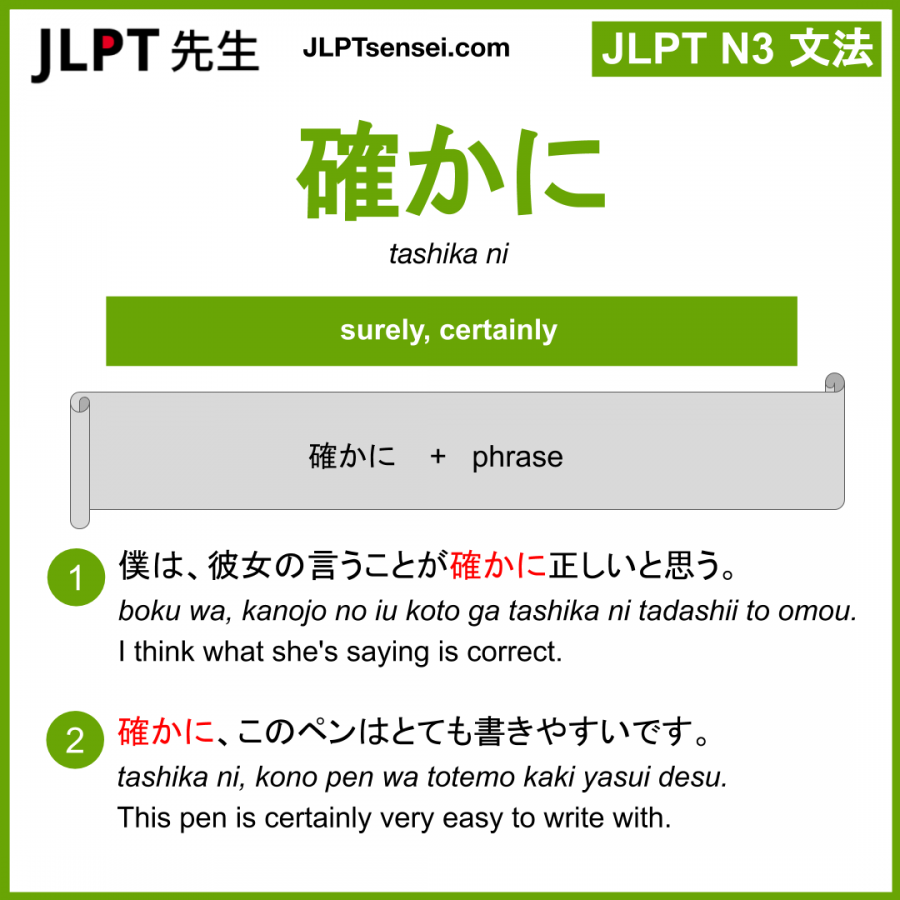 JLPT 先生 JLPTsensei.com JLPT N3 文法
確かに
tashika ni
surely, certainly
確かに + phrase
1 僕は、彼女の言うことが確かに正しいと思う。
boku wa, kanojo no iu koto ga tashika ni tadashii to omou.
I think what she's saying is correct.
2 確かに、このペンはとても書きやすいです。
tashika ni, kono pen wa totemo kaki yasui desu.
This pen is certainly very easy to write with.